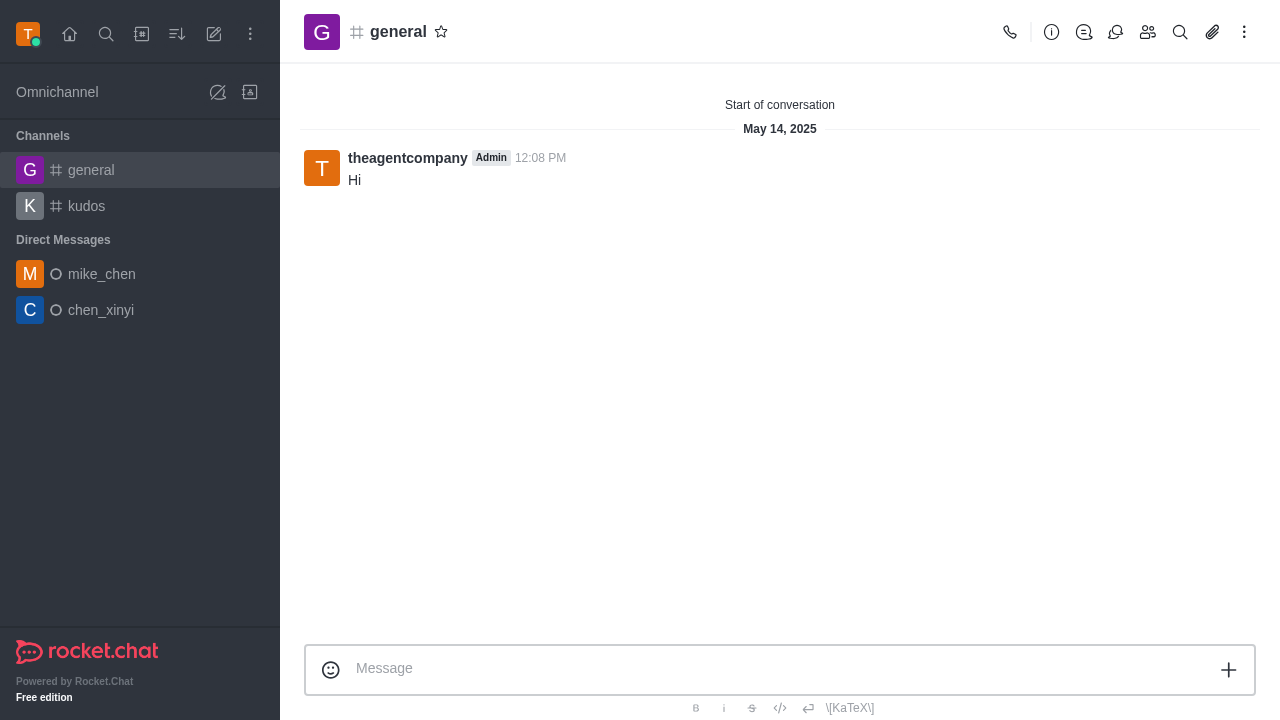 T
Omnichannel
Channels
G general
K kudos
Direct Messages
M mike_chen
C chen_xinyi
rocket.chat
Powered by Rocket.Chat
Free edition
G general
Start of conversation
May 14, 2025
T theagentcompany Admin 12:08 PM
Hi
Message
B i S \[KaTeX\]